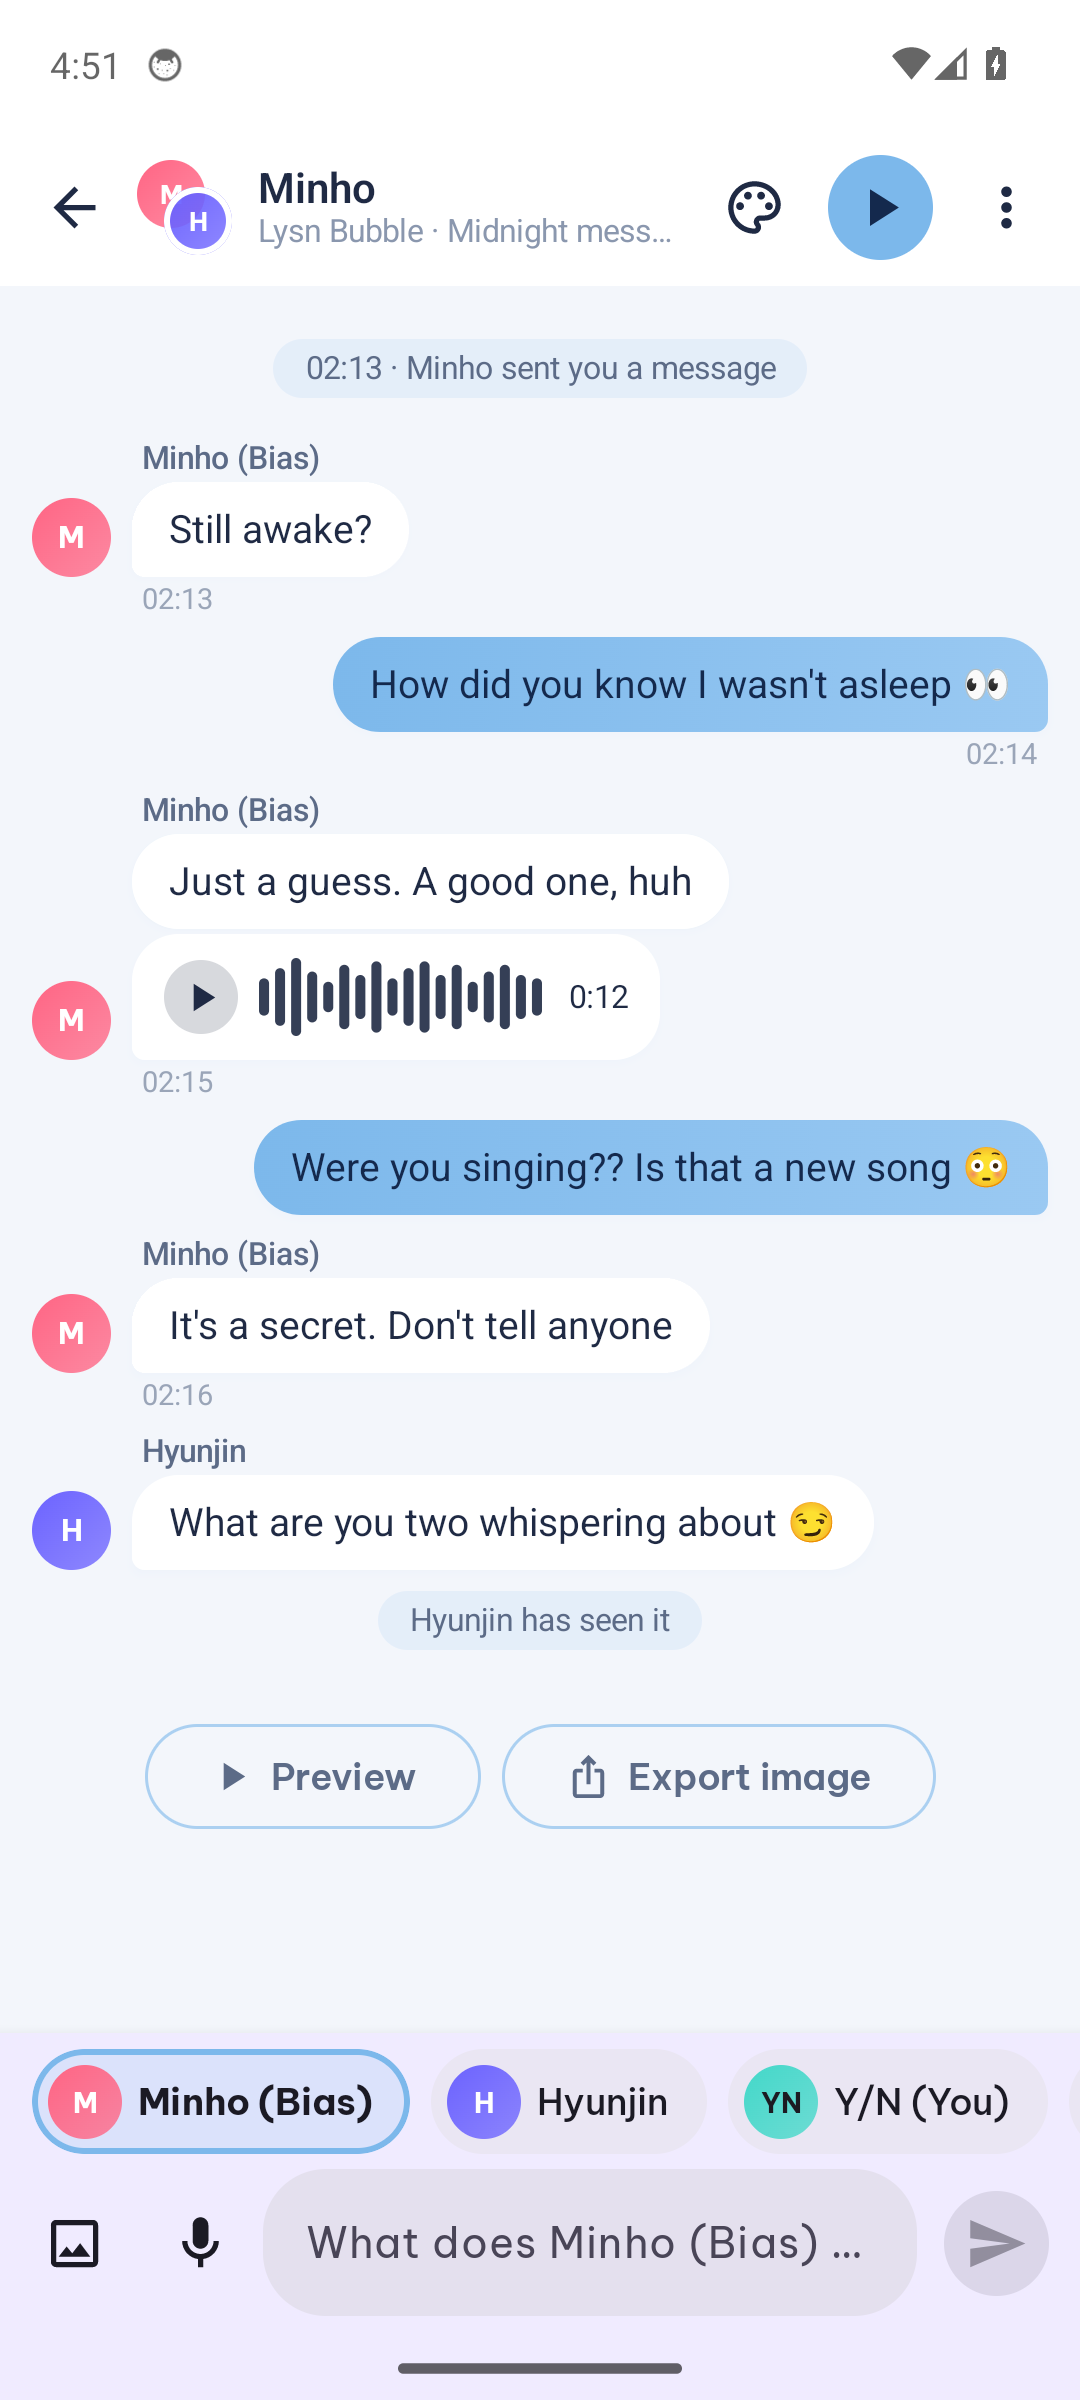 4:51
M
H
Minho
Lysn Bubble · Midnight mess...
02:13 · Minho sent you a message
Minho (Bias)
M
Still awake?
02:13
How did you know I wasn't asleep 👀
02:14
Minho (Bias)
Just a guess. A good one, huh
M
0:12
02:15
Were you singing?? Is that a new song 😳
Minho (Bias)
M
It's a secret. Don't tell anyone
02:16
Hyunjin
H
What are you two whispering about 😏
Hyunjin has seen it
Preview
Export image
M
Minho (Bias)
H
Hyunjin
YN
Y/N (You)
What does Minho (Bias) ...